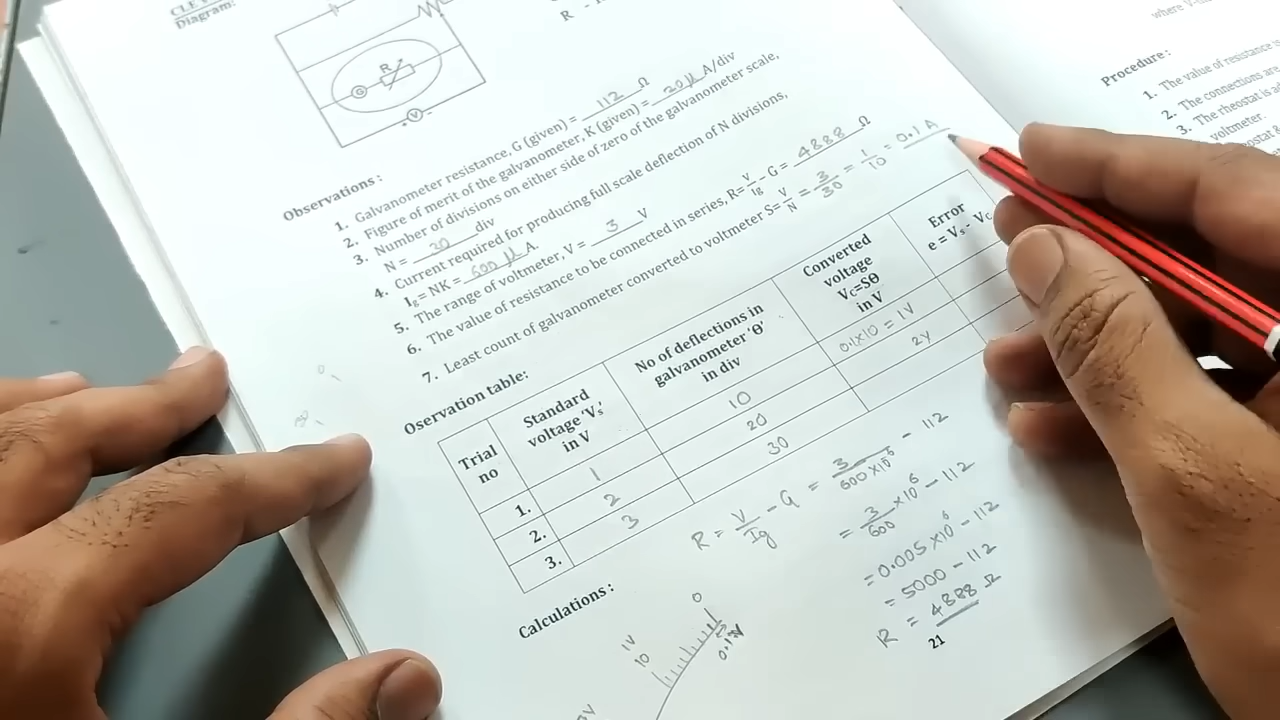 Diagram:
R
G
V
Observations :
1. Galvanometer resistance, G (given) = 112 Ω
2. Figure of merit of the galvanometer, K (given) = 20μ A/div
3. Number of divisions on either side of zero of the galvanometer scale,
N = 30 div
4. Current required for producing full scale deflection of N divisions,
Ig = NK = 600 μ A.
5. The range of voltmeter, V = 3 V
6. The value of resistance to be connected in series, R = V/Ig - G = 4888 Ω
7. Least count of galvanometer converted to voltmeter S = V/N = 3/30 = 1/10 = 0.1 A
Oservation table:
Trial no | Standard voltage 'Vs' in V | No of deflections in galvanometer 'θ' in div | Converted voltage VC=Sθ in V | Error e = Vs - VC
1. | 1 | 10 | 0.1×10 = 1V
2. | 2 | 20 | 2V
3. | 3 | 30
R = V/Ig - G = 3/600×10⁶ - 112
= 3/600 ×10⁶ - 112
= 0.005 ×10⁶ - 112
= 5000 - 112
R = 4888 Ω
Calculations :
0
0.1V
1V
10
21
Procedure :
1. The value of resistance
2. The connections are
3. The rheostat is
voltmeter.